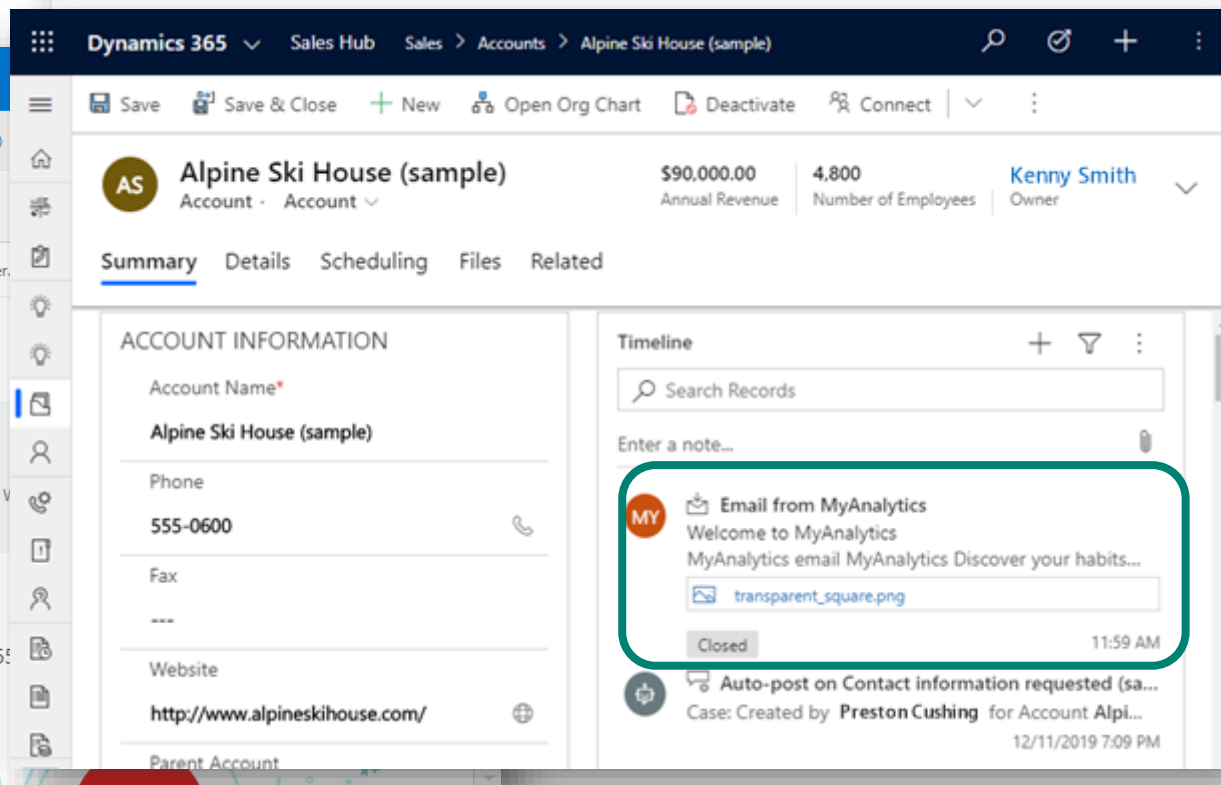 Dynamics 365 Sales Hub Sales > Accounts > Alpine Ski House (sample)
Save Save & Close New Open Org Chart Deactivate Connect
AS
Alpine Ski House (sample)
Account · Account
$90,000.00
Annual Revenue
4,800
Number of Employees
Kenny Smith
Owner
Summary Details Scheduling Files Related
ACCOUNT INFORMATION
Account Name*
Alpine Ski House (sample)
Phone
555-0600
Fax
---
Website
http://www.alpineskihouse.com/
Parent Account
Timeline
Search Records
Enter a note...
MY
Email from MyAnalytics
Welcome to MyAnalytics
MyAnalytics email MyAnalytics Discover your habits...
transparent_square.png
Closed
11:59 AM
Auto-post on Contact information requested (sa...
Case: Created by Preston Cushing for Account Alpi...
12/11/2019 7:09 PM